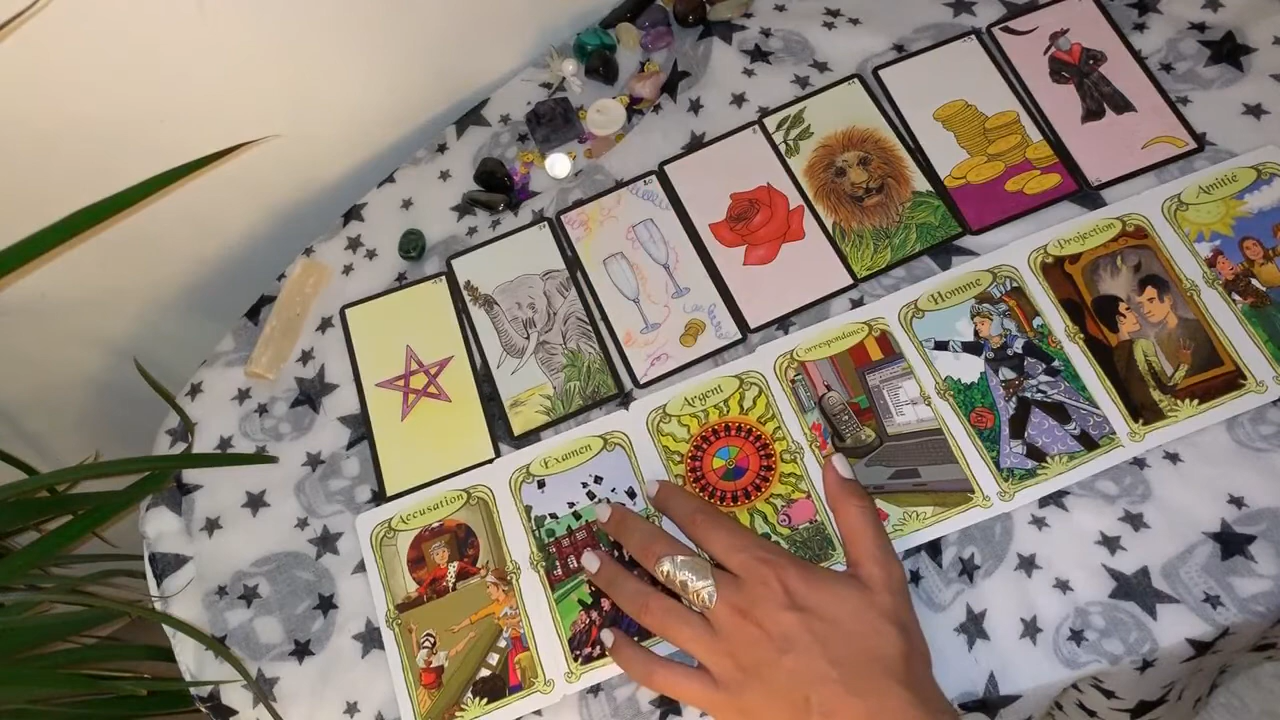 Accusation
Examen
Argent
Correspondance
Homme
Projection
Amitié